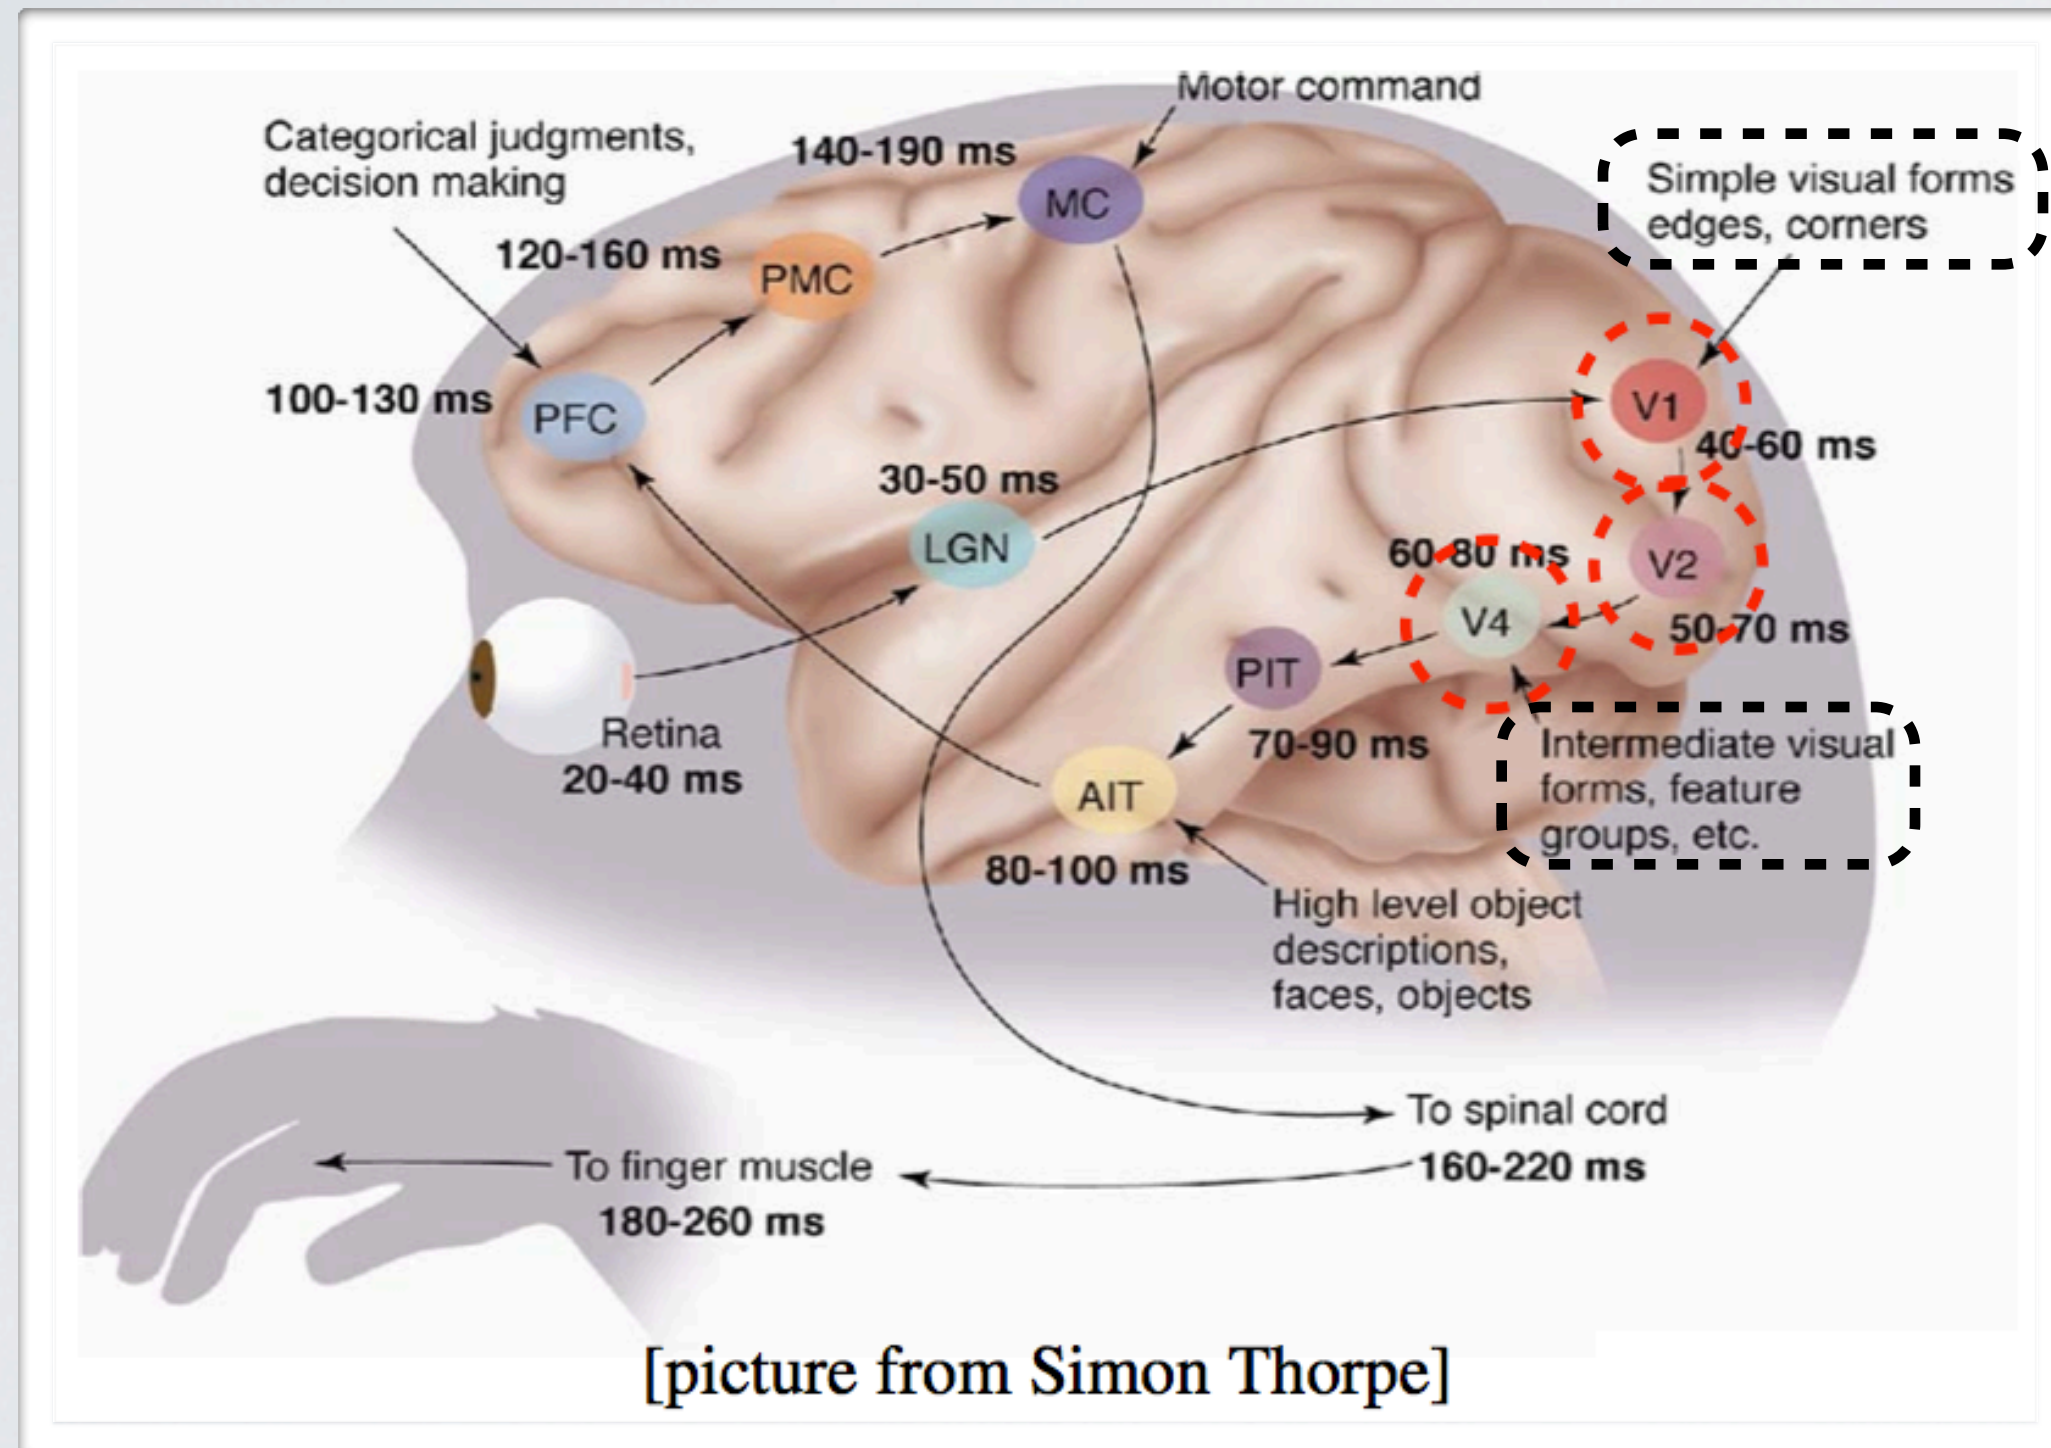 Motor command
Categorical judgments,
decision making
140-190 ms
MC
Simple visual forms
edges, corners
120-160 ms
PMC
100-130 ms
PFC
V1
40-60 ms
30-50 ms
LGN
60-80 ms
V2
V4
50-70 ms
PIT
Retina
20-40 ms
70-90 ms
Intermediate visual
forms, feature
groups, etc.
AIT
80-100 ms
High level object
descriptions,
faces, objects
To spinal cord
160-220 ms
To finger muscle
180-260 ms
[picture from Simon Thorpe]